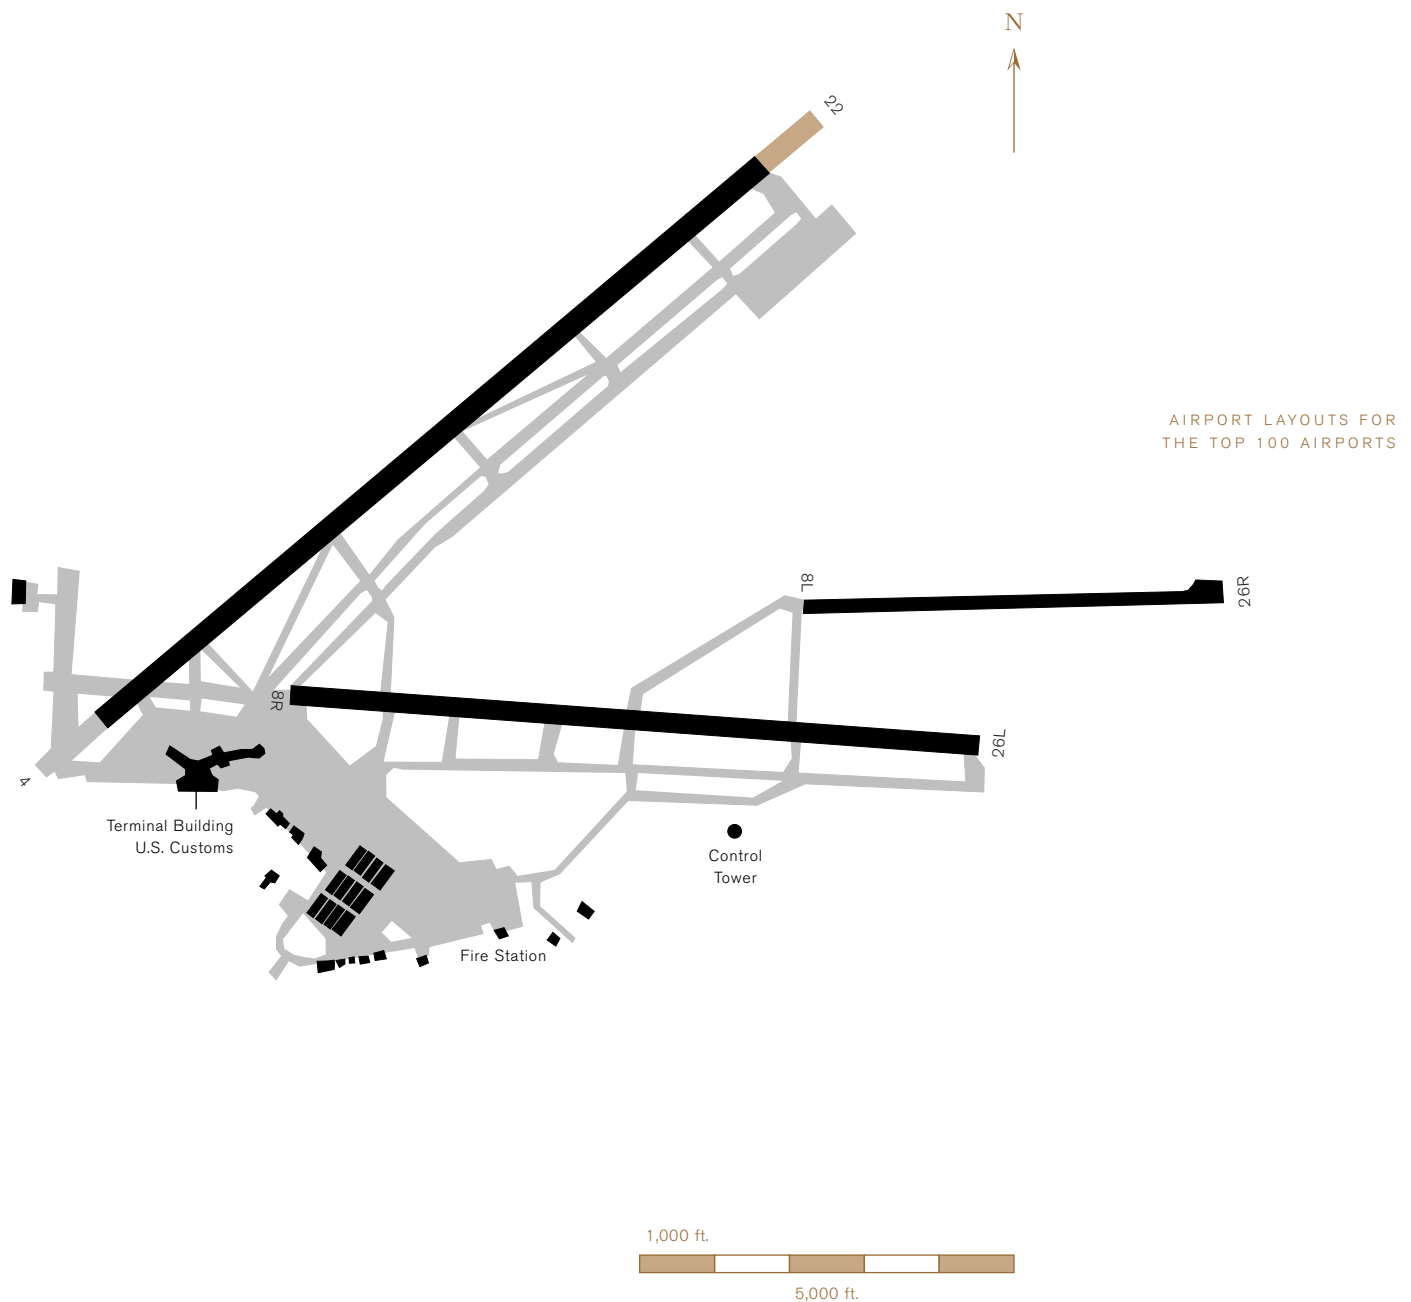 N
22
AIRPORT LAYOUTS FOR
THE TOP 100 AIRPORTS
8L
26R
8R
26L
4
Terminal Building
U.S. Customs
Control
Tower
Fire Station
1,000 ft.
5,000 ft.